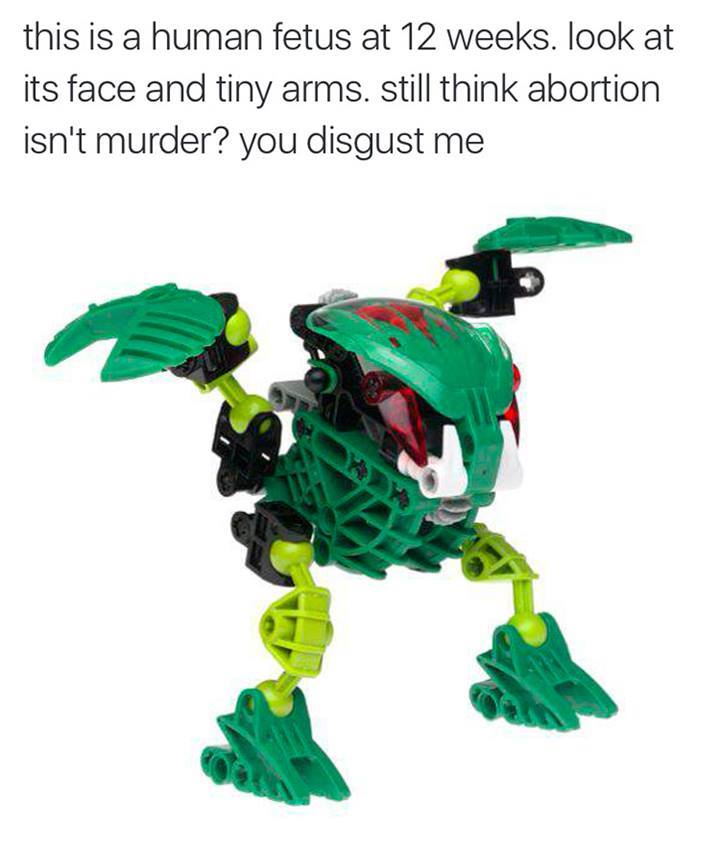 this is a human fetus at 12 weeks. look at
its face and tiny arms. still think abortion
isn't murder? you disgust me